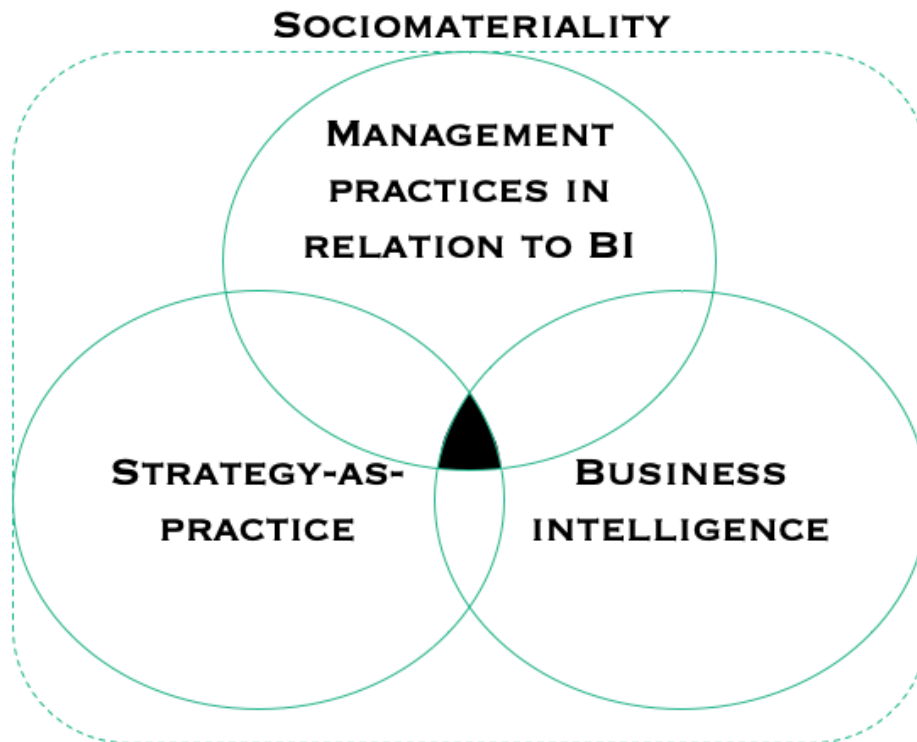 Sociomateriality
Management
practices in
relation to BI
Strategy-as-
practice
Business
intelligence